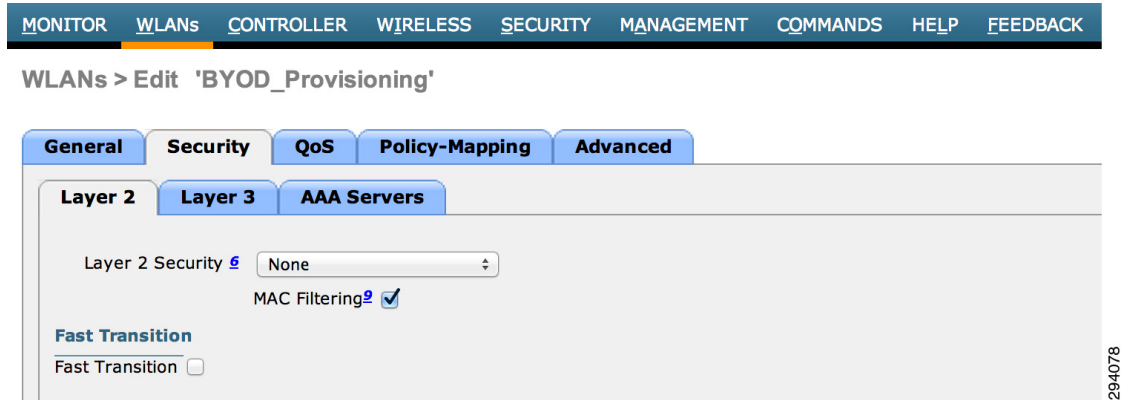 MONITOR WLANs CONTROLLER WIRELESS SECURITY MANAGEMENT COMMANDS HELP FEEDBACK
WLANs > Edit 'BYOD_Provisioning'
General Security QoS Policy-Mapping Advanced
Layer 2 Layer 3 AAA Servers
Layer 2 Security 6 None
MAC Filtering9
Fast Transition
Fast Transition
294078